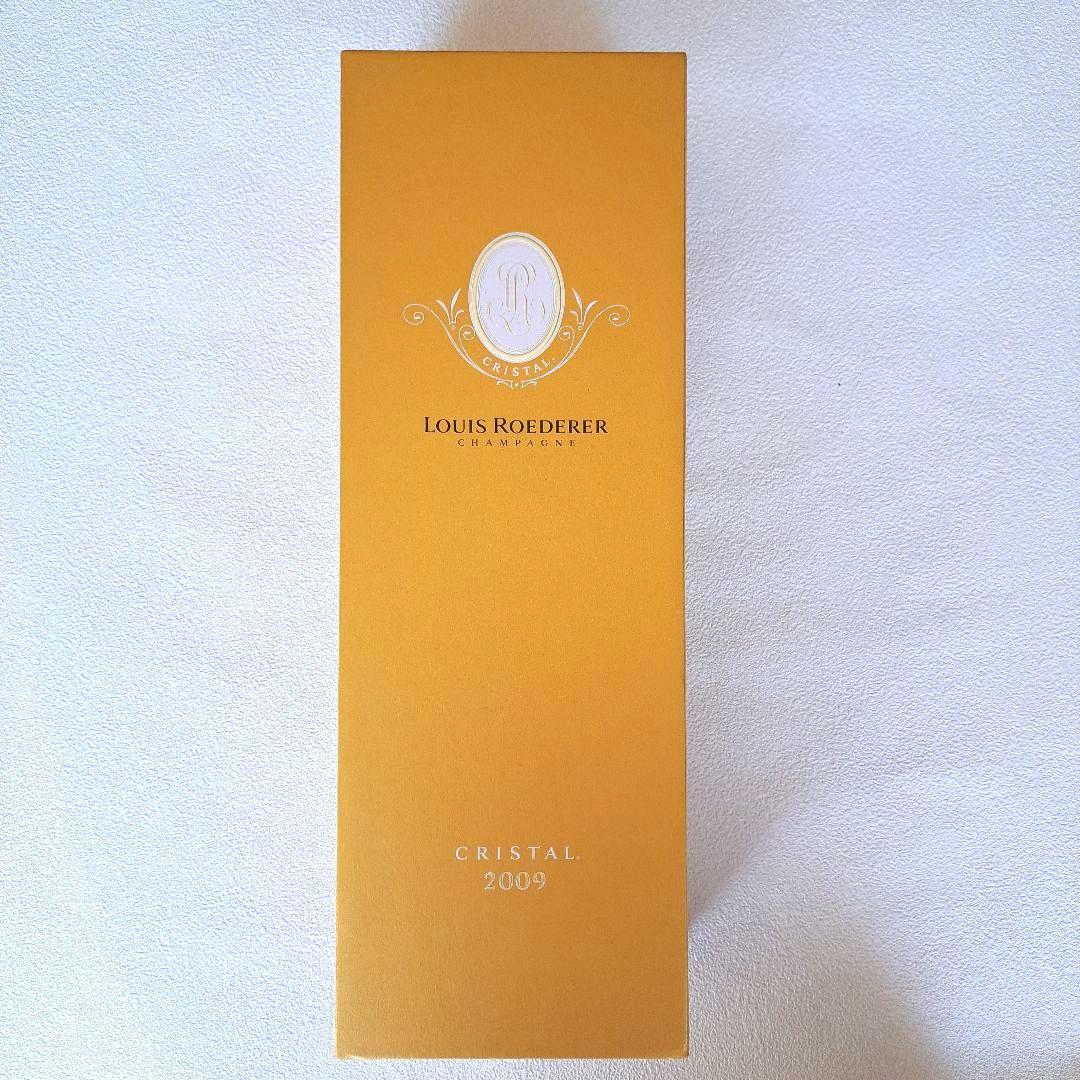 CRISTAL
LOUIS ROEDERER
CHAMPAGNE
CRISTAL
2009